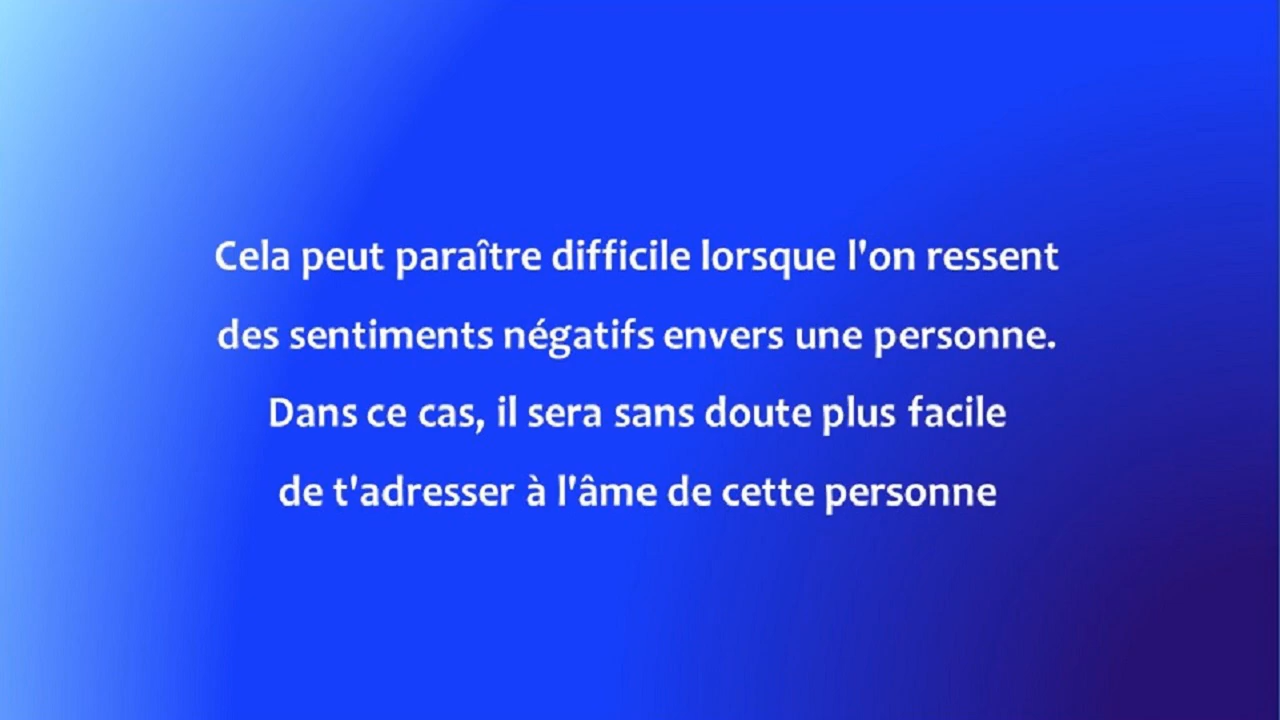 Cela peut paraître difficile lorsque l'on ressent
des sentiments négatifs envers une personne.
Dans ce cas, il sera sans doute plus facile
de t'adresser à l'âme de cette personne